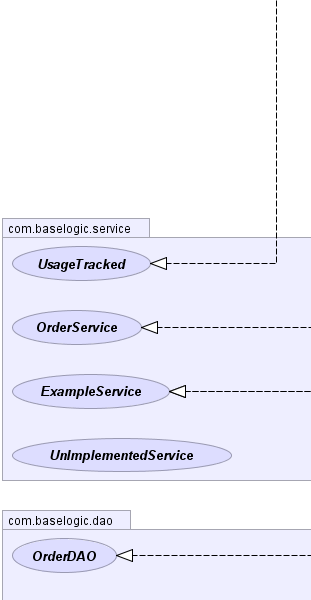 com.baselogic.service
UsageTracked
OrderService
ExampleService
UnImplementedService
com.baselogic.dao
OrderDAO